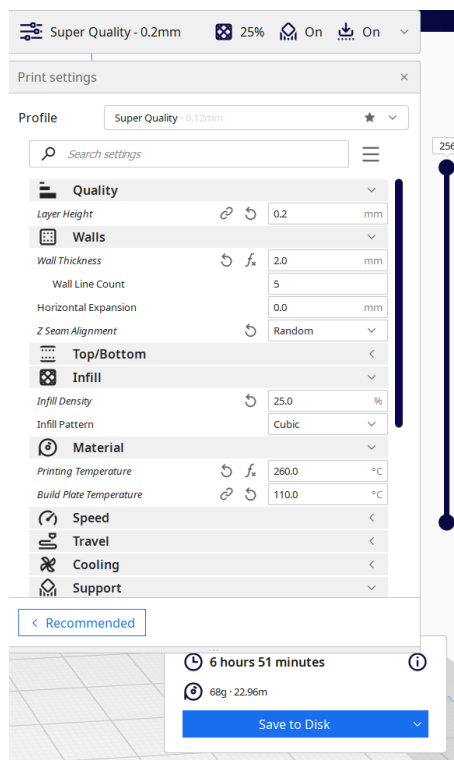 Super Quality - 0.2mm 25% On On
Print settings
Profile Super Quality - 0.12mm
Search settings
256
Quality
Layer Height 0.2 mm
Walls
Wall Thickness 2.0 mm
Wall Line Count 5
Horizontal Expansion 0.0 mm
Z Seam Alignment Random
Top/Bottom
Infill
Infill Density 25.0 %
Infill Pattern Cubic
Material
Printing Temperature 260.0 °C
Build Plate Temperature 110.0 °C
Speed
Travel
Cooling
Support
Recommended
6 hours 51 minutes
68g · 22.96m
Save to Disk